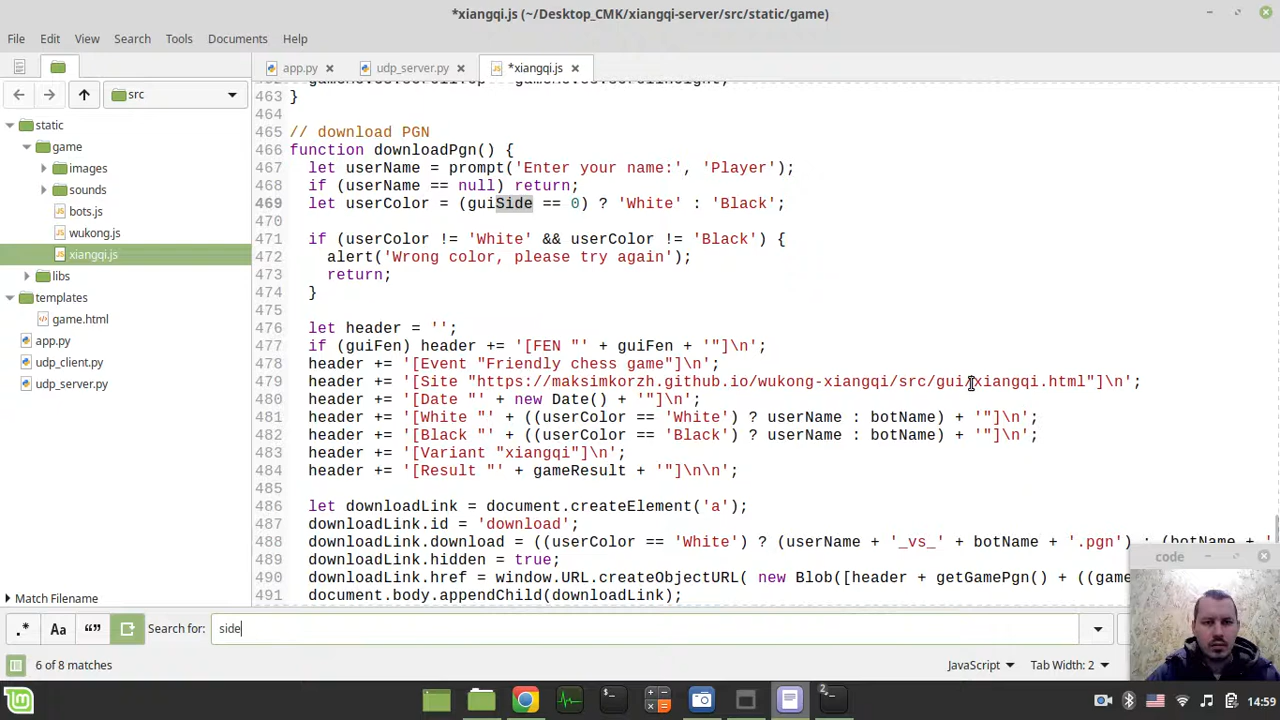 *xiangqi.js (~/Desktop_CMK/xiangqi-server/src/static/game)
File Edit View Search Tools Documents Help
app.py udp_server.py *xiangqi.js
src
static
game
images
sounds
bots.js
wukong.js
xiangqi.js
libs
templates
game.html
app.py
udp_client.py
udp_server.py
Match Filename
463 }
464
465 // download PGN
466 function downloadPgn() {
467 let userName = prompt('Enter your name:', 'Player');
468 if (userName == null) return;
469 let userColor = (guiSide == 0) ? 'White' : 'Black';
470
471 if (userColor != 'White' && userColor != 'Black') {
472 alert('Wrong color, please try again');
473 return;
474 }
475
476 let header = '';
477 if (guiFen) header += '[FEN "' + guiFen + '"]\n';
478 header += '[Event "Friendly chess game"]\n';
479 header += '[Site "https://maksimkorzh.github.io/wukong-xiangqi/src/gui/xiangqi.html"]\n';
480 header += '[Date "' + new Date() + '"]\n';
481 header += '[White "' + ((userColor == 'White') ? userName : botName) + '"]\n';
482 header += '[Black "' + ((userColor == 'Black') ? userName : botName) + '"]\n';
483 header += '[Variant "xiangqi"]\n';
484 header += '[Result "' + gameResult + '"]\n\n';
485
486 let downloadLink = document.createElement('a');
487 downloadLink.id = 'download';
488 downloadLink.download = ((userColor == 'White') ? (userName + '_vs_' + botName + '.pgn') : (botName + '
489 downloadLink.hidden = true;
490 downloadLink.href = window.URL.createObjectURL( new Blob([header + getGamePgn() + ((game
491 document.body.appendChild(downloadLink);
code
.* Aa “” Search for: side
6 of 8 matches JavaScript Tab Width: 2
14:59